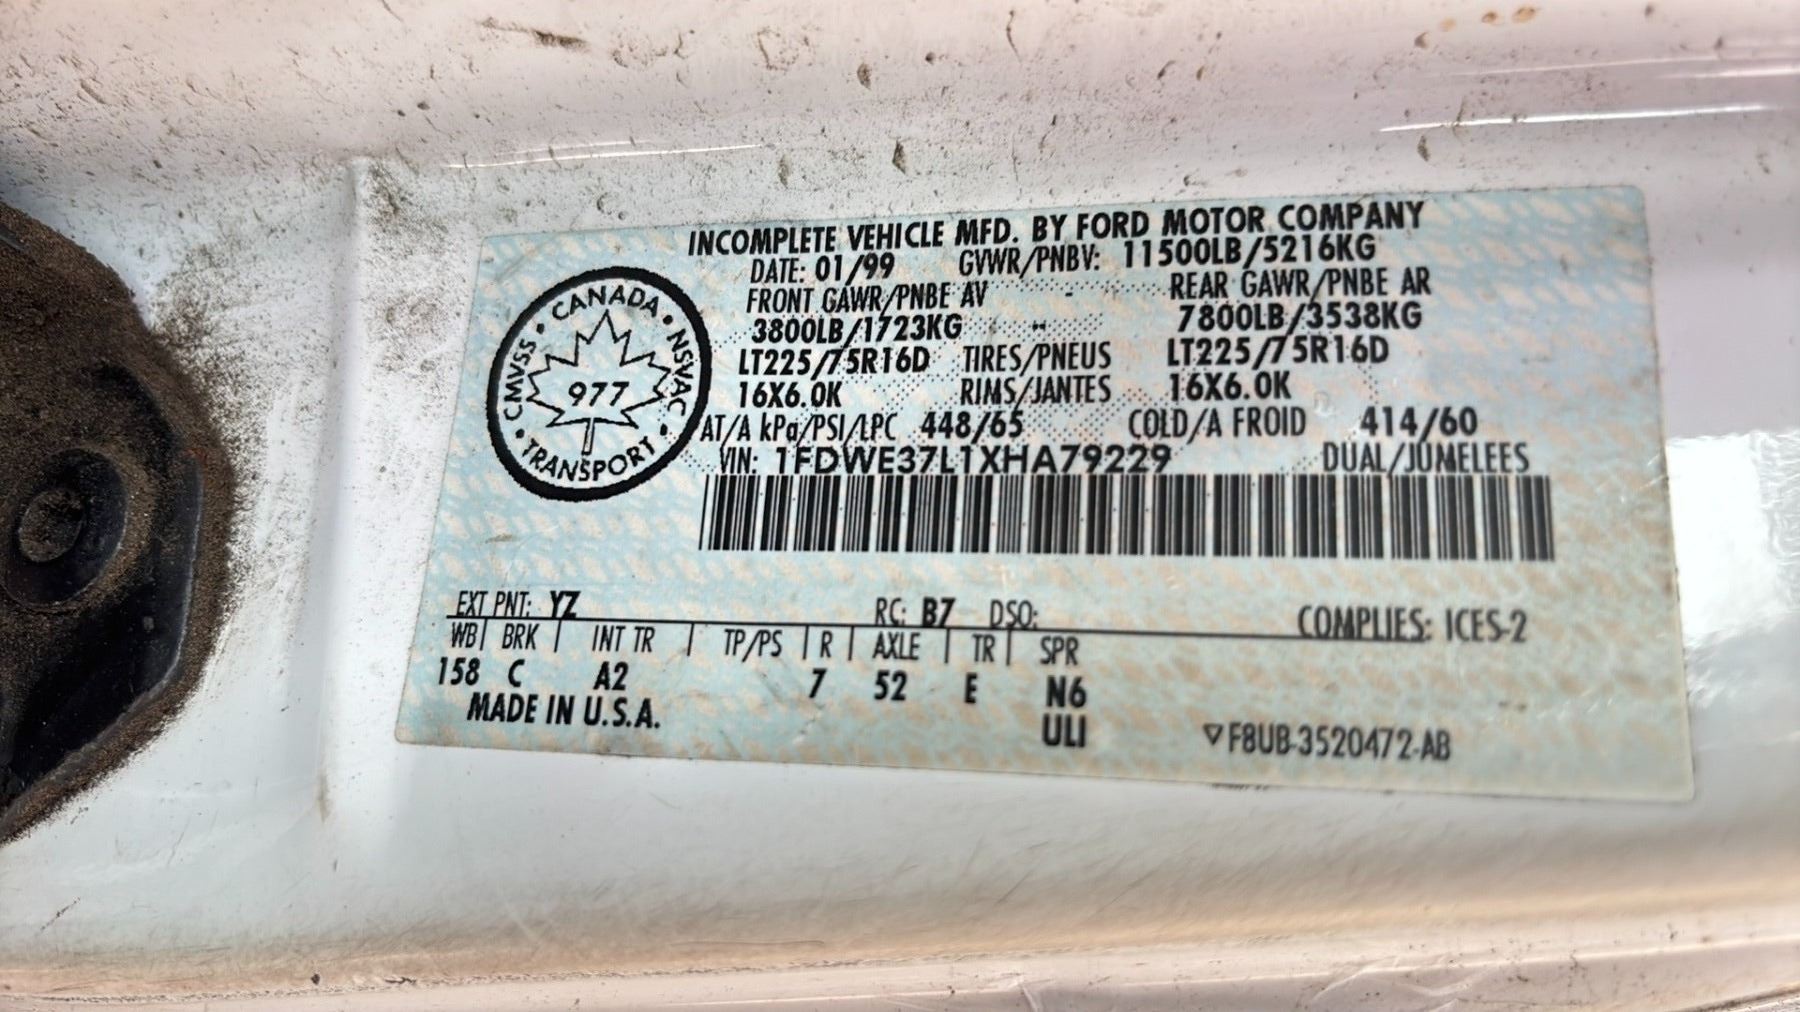 INCOMPLETE VEHICLE MFD. BY FORD MOTOR COMPANY
DATE: 01/99 GVWR/PNBV: 11500LB/5216KG
FRONT GAWR/PNBE AV - REAR GAWR/PNBE AR
3800LB/1723KG 7800LB/3538KG
LT225/75R16D TIRES/PNEUS LT225/75R16D
16X6.0K RIMS/JANTES 16X6.0K
AT/A kPa/PSI/LPC 448/65 COLD/A FROID 414/60
VIN: 1FDWE37L1XHA79229 DUAL/JUMELEES
CANADA • NSVAC • TRANSPORT • CMVSS •
977
EXT PNT: YZ RC: B7 DSO: COMPLIES: ICES-2
WB| BRK | INT TR | TP/PS | R | AXLE | TR | SPR
158 C A2 7 52 E N6
MADE IN U.S.A. ULI ▽F8UB-3520472-AB